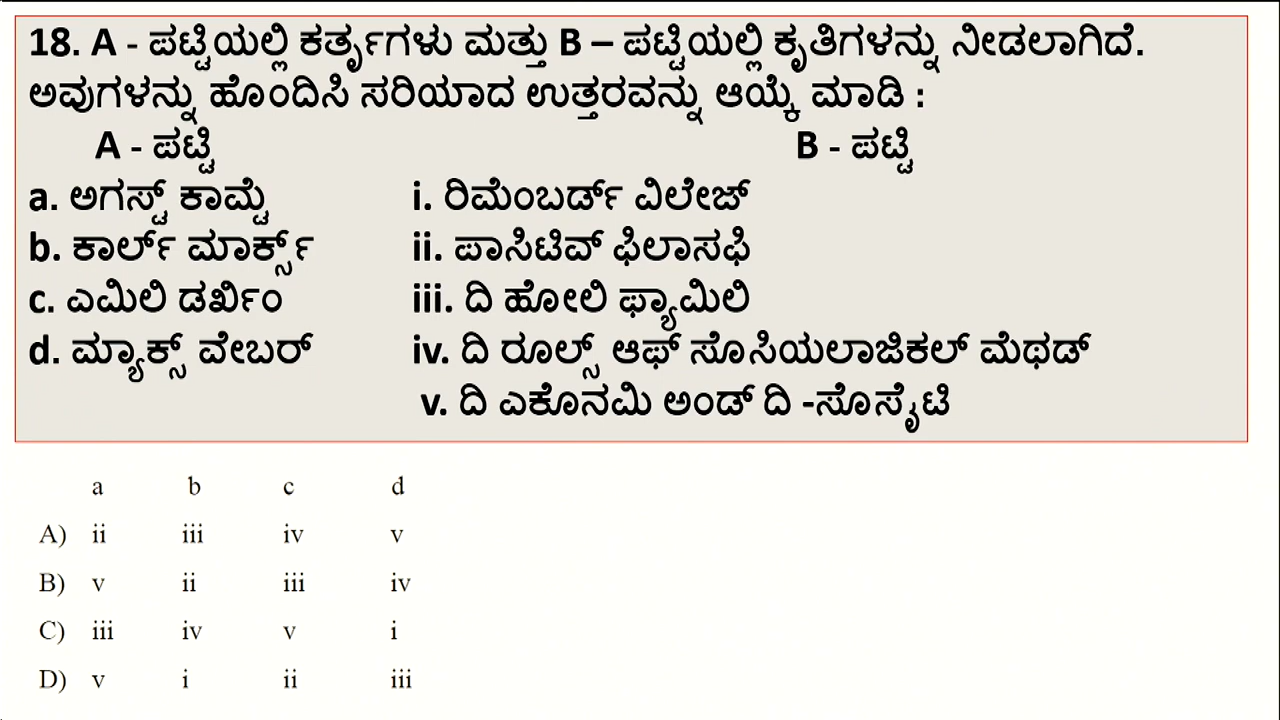 18. A - ಪಟ್ಟಿಯಲ್ಲಿ ಕರ್ತೃಗಳು ಮತ್ತು B – ಪಟ್ಟಿಯಲ್ಲಿ ಕೃತಿಗಳನ್ನು ನೀಡಲಾಗಿದೆ.
ಅವುಗಳನ್ನು ಹೊಂದಿಸಿ ಸರಿಯಾದ ಉತ್ತರವನ್ನು ಆಯ್ಕೆ ಮಾಡಿ :
A - ಪಟ್ಟಿ B - ಪಟ್ಟಿ
a. ಅಗಸ್ಟ್ ಕಾಮ್ಟೆ i. ರಿಮೆಂಬರ್ಡ್ ವಿಲೇಜ್
b. ಕಾರ್ಲ್ ಮಾರ್ಕ್ಸ್ ii. ಪಾಸಿಟಿವ್ ಫಿಲಾಸಫಿ
c. ಎಮಿಲಿ ಡರ್ಖಿಂ iii. ದಿ ಹೋಲಿ ಫ್ಯಾಮಿಲಿ
d. ಮ್ಯಾಕ್ಸ್ ವೇಬರ್ iv. ದಿ ರೂಲ್ಸ್ ಆಫ್ ಸೊಸಿಯಲಾಜಿಕಲ್ ಮೆಥಡ್
v. ದಿ ಎಕೊನಮಿ ಅಂಡ್ ದಿ -ಸೊಸೈಟಿ
a b c d
A) ii iii iv v
B) v ii iii iv
C) iii iv v i
D) v i ii iii